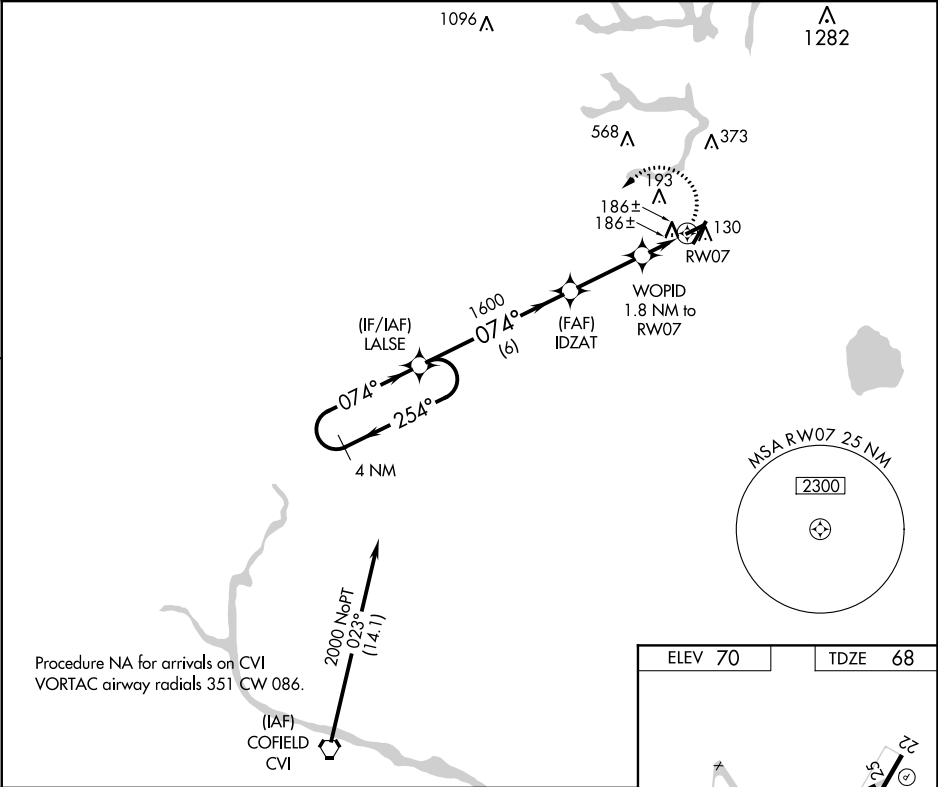 1096
1282
568
373
193
186±
186±
130
RW07
WOPID
1.8 NM to
RW07
1600
074°
(6)
(FAF)
IDZAT
(IF/IAF)
LALSE
074°
254°
4 NM
MSA RW07 25 NM
2300
2000 NoPT
023°
(14.1)
Procedure NA for arrivals on CVI
VORTAC airway radials 351 CW 086.
(IAF)
COFIELD
CVI
ELEV 70
TDZE 68
22
25
P